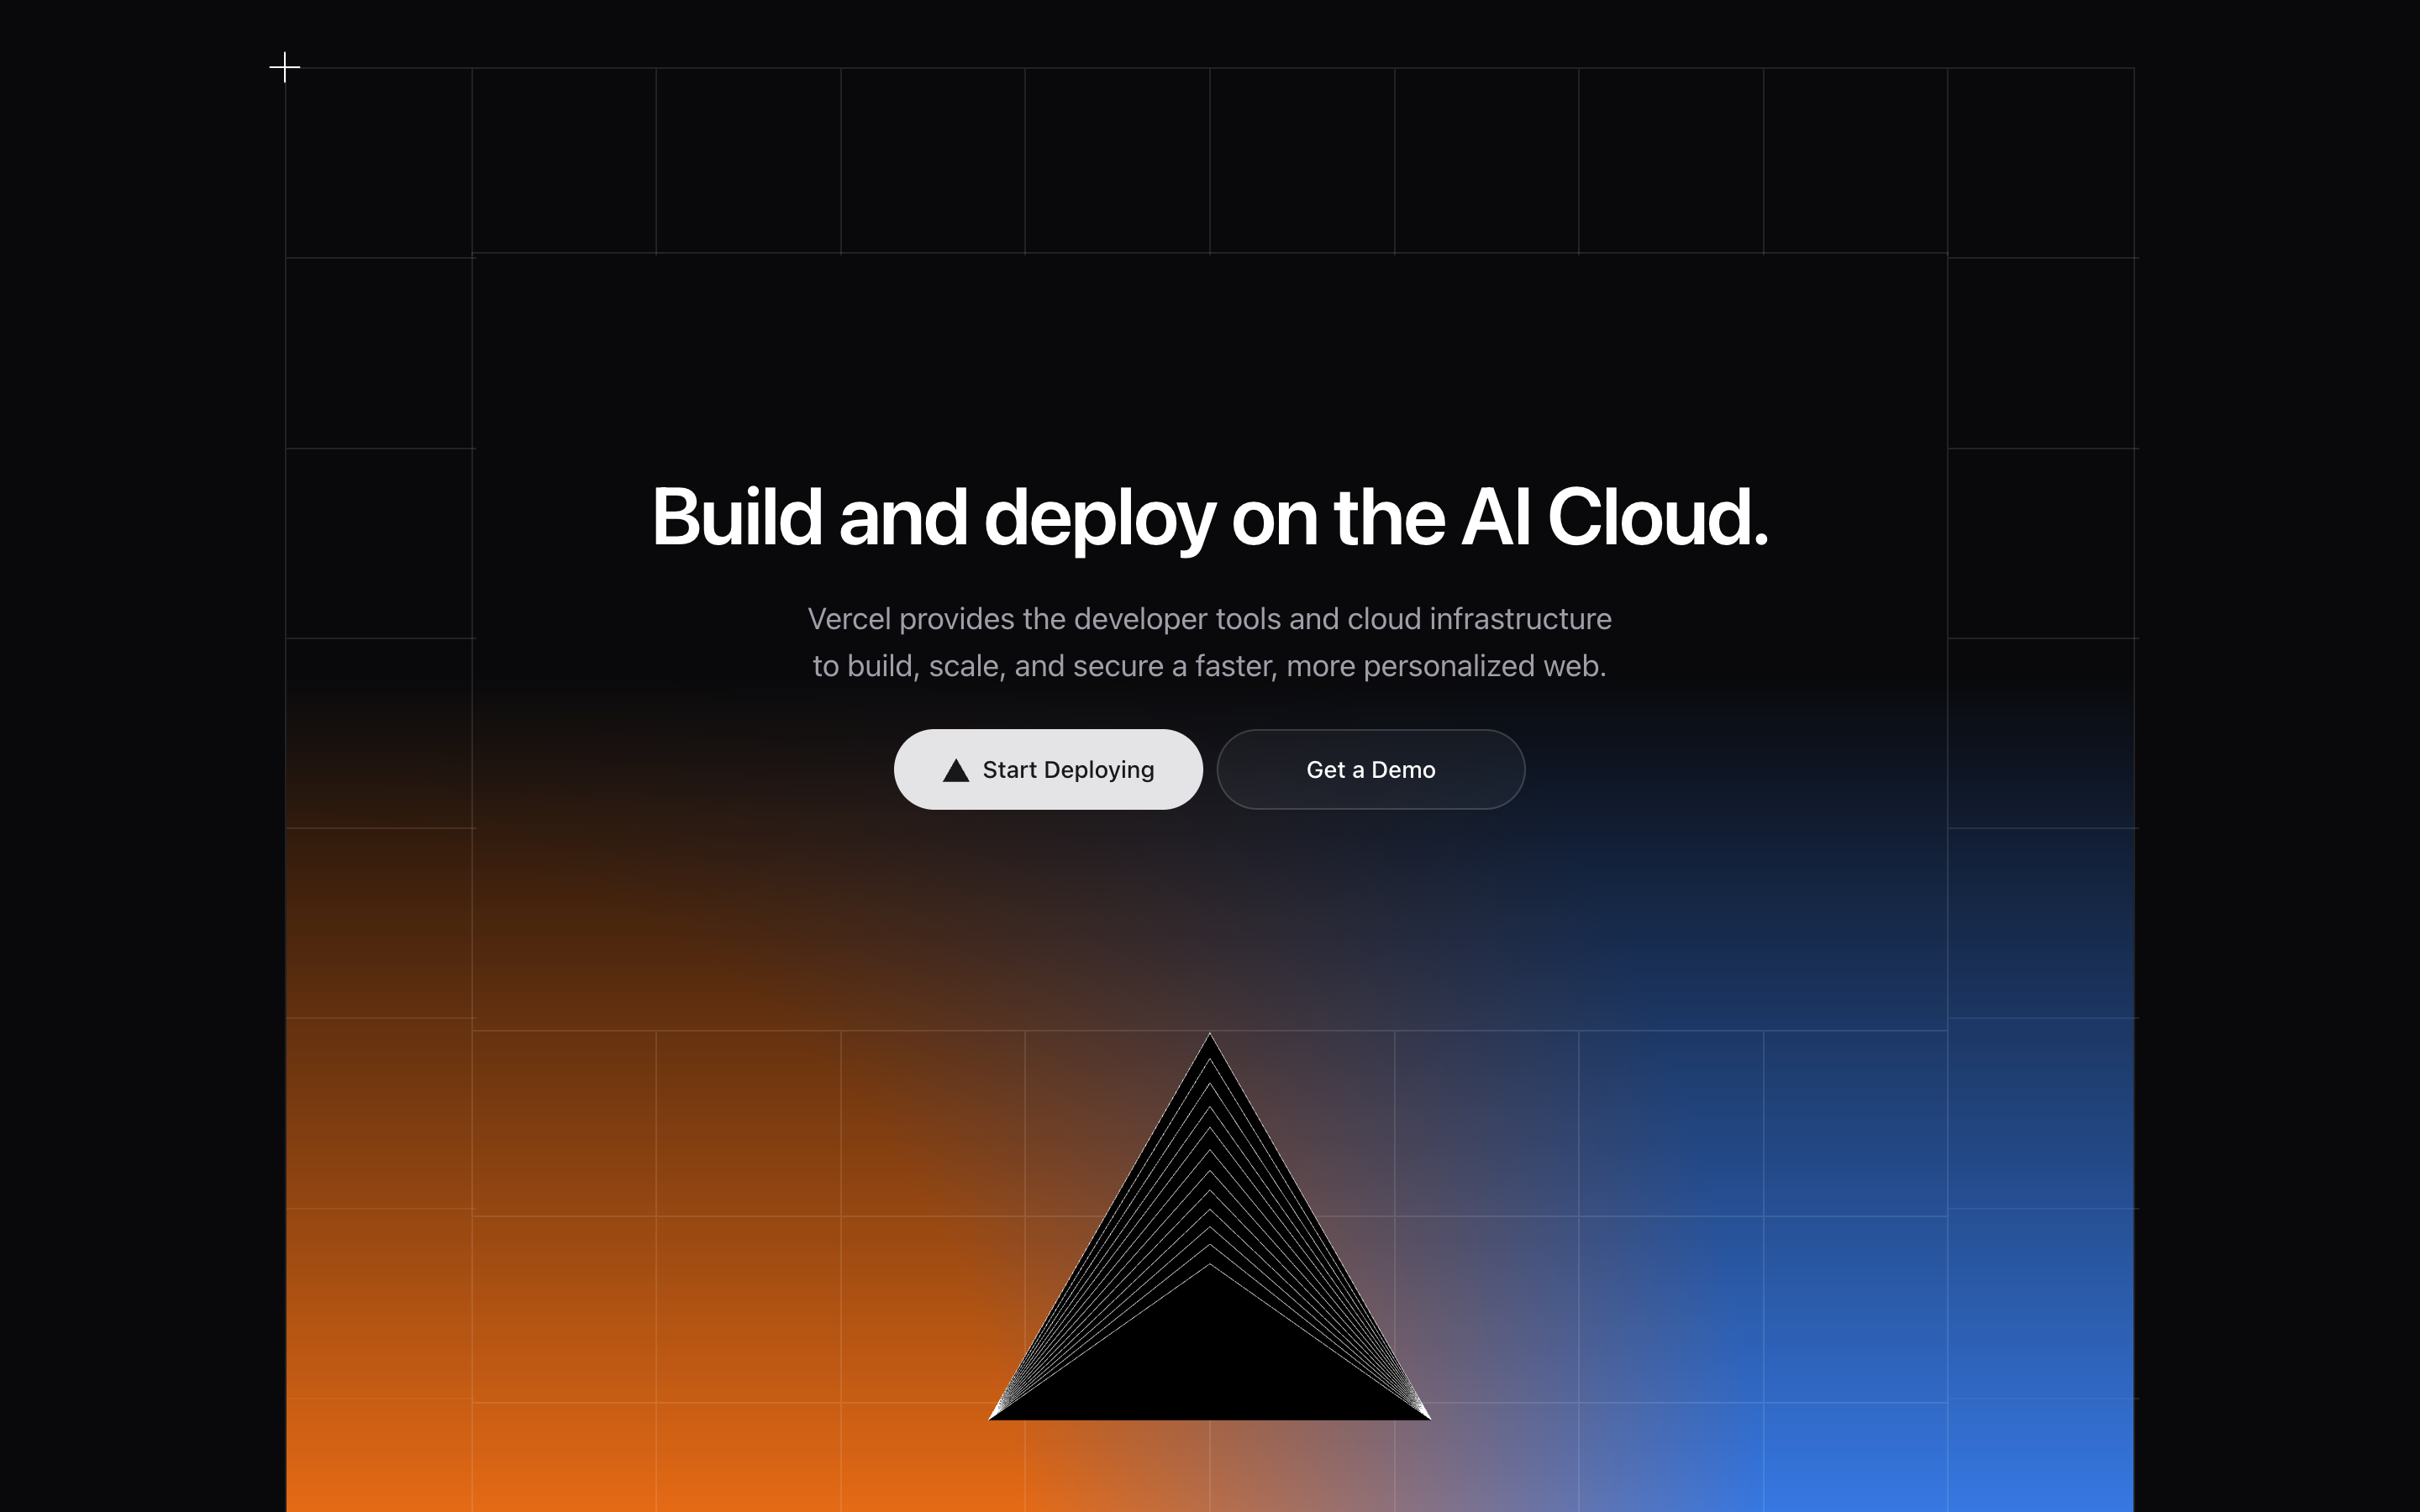 Build and deploy on the AI Cloud.
Vercel provides the developer tools and cloud infrastructure
to build, scale, and secure a faster, more personalized web.
Start Deploying
Get a Demo